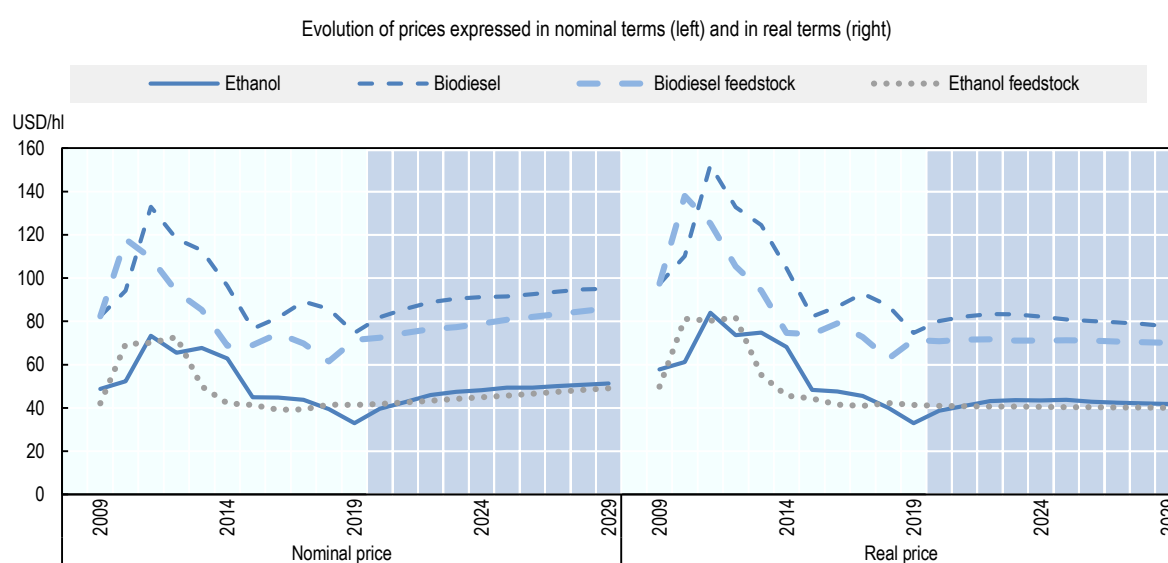 Evolution of prices expressed in nominal terms (left) and in real terms (right)
Ethanol Biodiesel Biodiesel feedstock Ethanol feedstock
USD/hl
160
140
120
100
80
60
40
20
0
2009 2014 2019 2024 2029 2009 2014 2019 2024 2029
Nominal price Real price